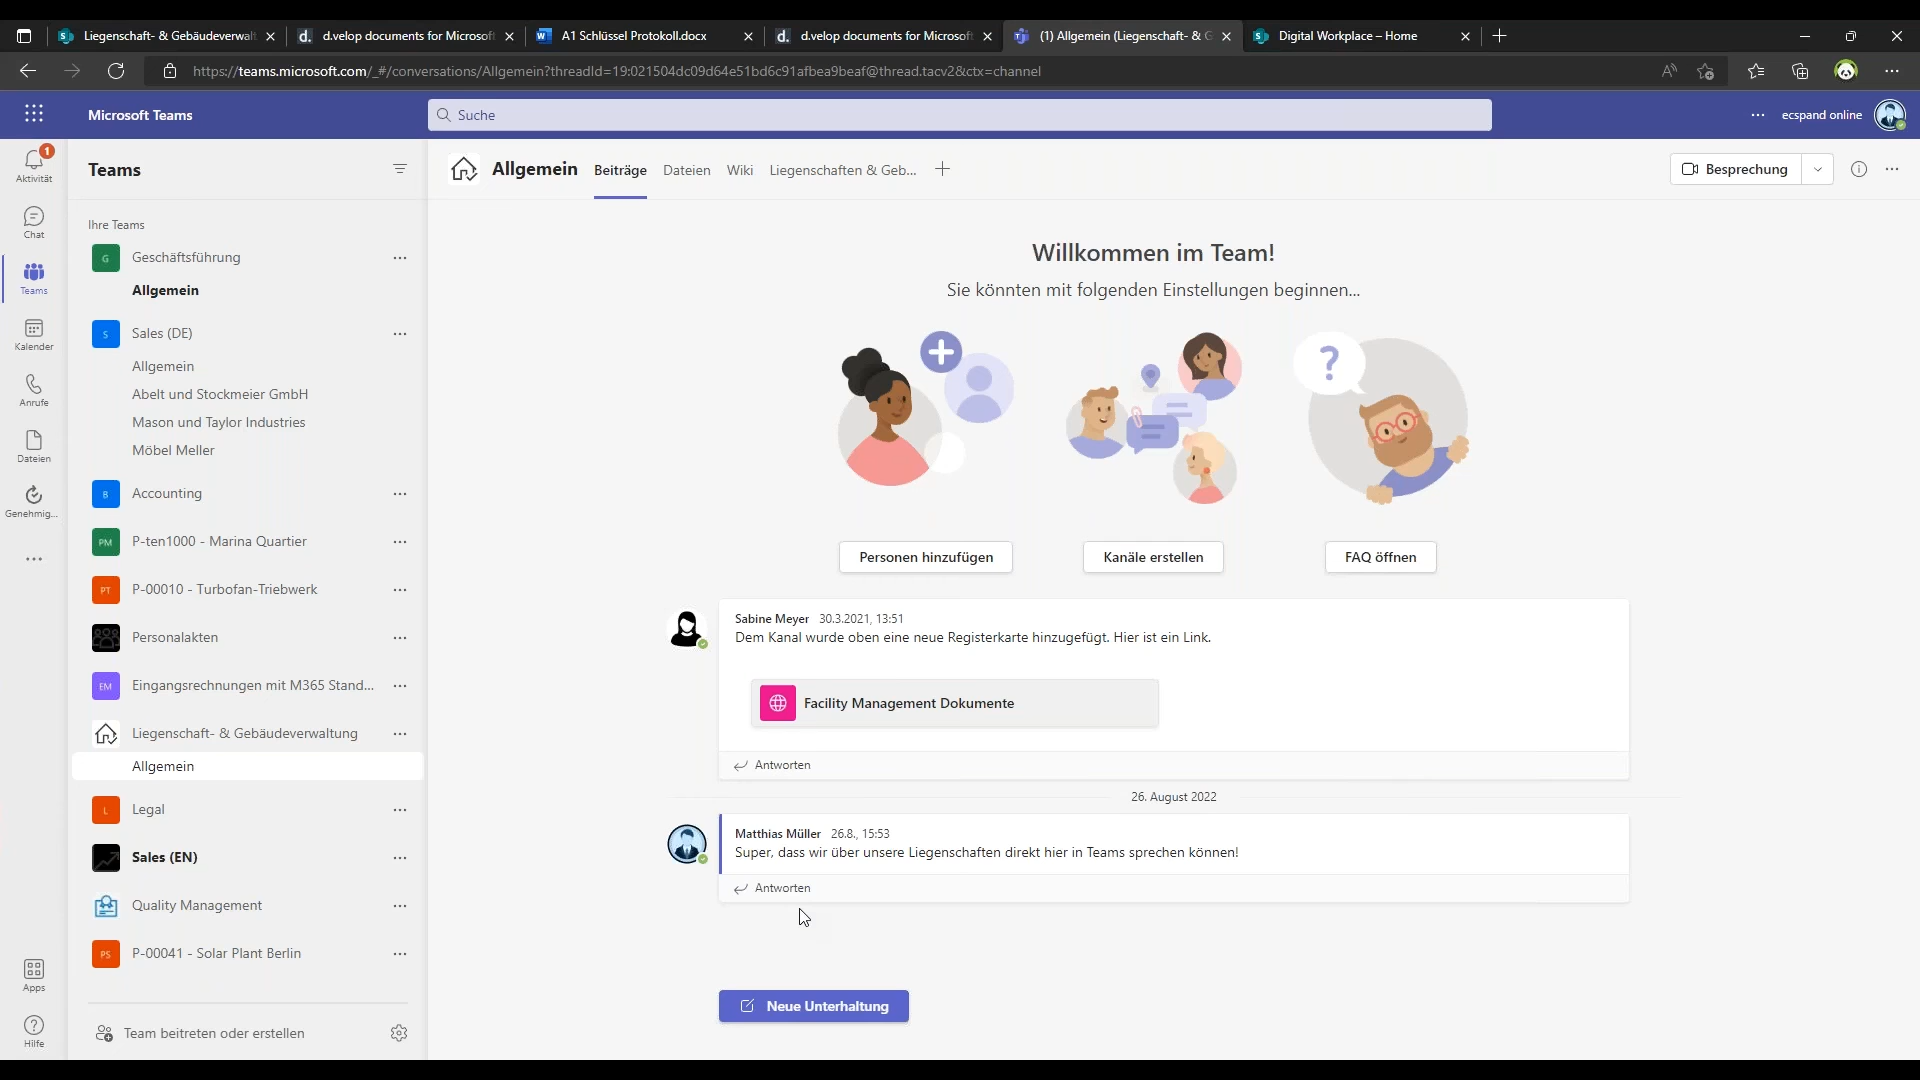 Liegenschaft- & Gebäudeverwalt
d.velop documents for Microsoft
A1 Schlüssel Protokoll.docx
d.velop documents for Microsoft
(1) Allgemein (Liegenschaft- & G
Digital Workplace – Home
https://teams.microsoft.com/_#/conversations/Allgemein?threadId=19:021504dc09d64e51bd6c91afbea9beaf@thread.tacv2&ctx=channel
Microsoft Teams
Suche
ecspand online
1
Aktivität
Chat
Teams
Kalender
Anrufe
Dateien
Genehmig...
Apps
Hilfe
Teams
Ihre Teams
G Geschäftsführung
Allgemein
S Sales (DE)
Allgemein
Abelt und Stockmeier GmbH
Mason und Taylor Industries
Möbel Meller
B Accounting
PM P-ten1000 - Marina Quartier
PT P-00010 - Turbofan-Triebwerk
Personalakten
EM Eingangsrechnungen mit M365 Stand...
Liegenschaft- & Gebäudeverwaltung
Allgemein
L Legal
Sales (EN)
Quality Management
PS P-00041 - Solar Plant Berlin
Team beitreten oder erstellen
Allgemein Beiträge Dateien Wiki Liegenschaften & Geb...
Besprechung
Willkommen im Team!
Sie könnten mit folgenden Einstellungen beginnen...
?
Personen hinzufügen
Kanäle erstellen
FAQ öffnen
Sabine Meyer 30.3.2021, 13:51
Dem Kanal wurde oben eine neue Registerkarte hinzugefügt. Hier ist ein Link.
Facility Management Dokumente
Antworten
26. August 2022
Matthias Müller 26.8., 15:53
Super, dass wir über unsere Liegenschaften direkt hier in Teams sprechen können!
Antworten
Neue Unterhaltung